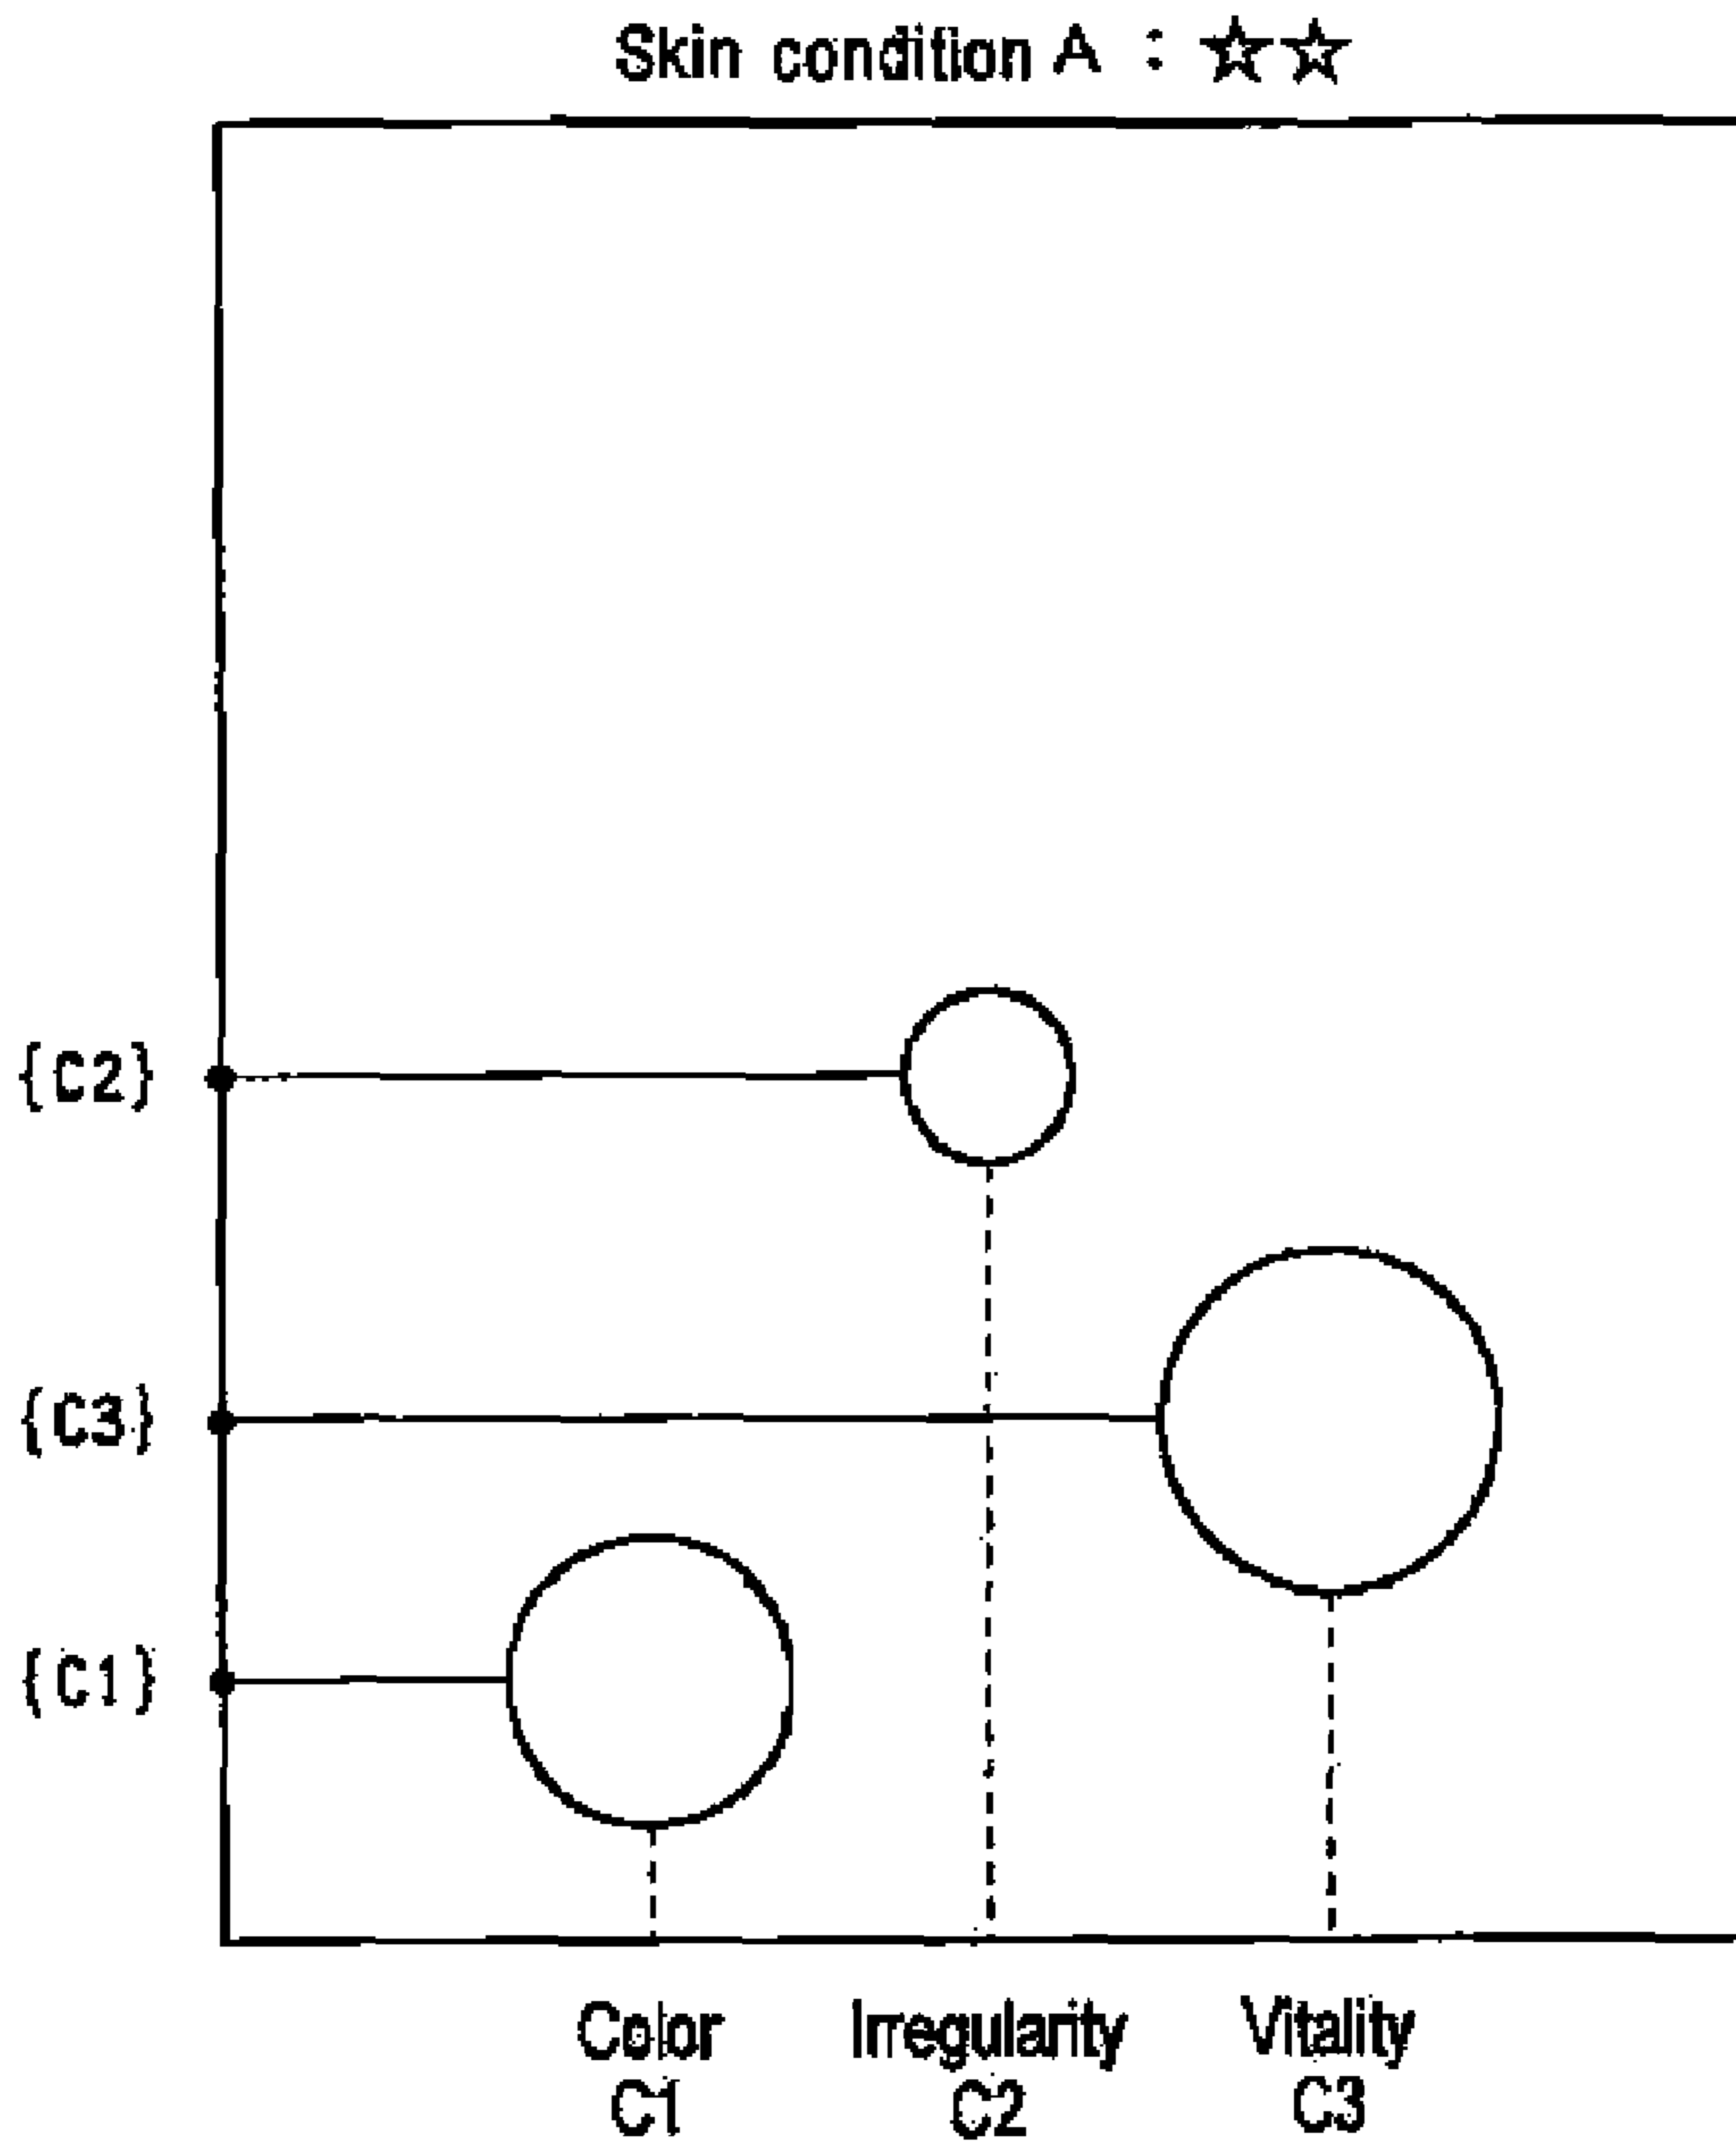 Skin condition A : ☆☆
{C2}
{C3}
{C1}
Color Irregularity Vitality
C1 C2 C3